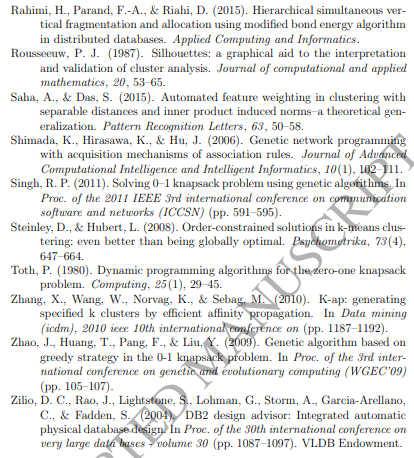 Rahimi, H., Parand, F.-A., & Riahi, D. (2015). Hierarchical simultaneous ver-
tical fragmentation and allocation using modified bond energy algorithm
in distributed databases. Applied Computing and Informatics.
Rousseeuw, P. J. (1987). Silhouettes: a graphical aid to the interpretation
and validation of cluster analysis. Journal of computational and applied
mathematics, 20, 53–65.
Saha, A., & Das, S. (2015). Automated feature weighting in clustering with
separable distances and inner product induced norms–a theoretical gen-
eralization. Pattern Recognition Letters, 63, 50–58.
Shimada, K., Hirasawa, K., & Hu, J. (2006). Genetic network programming
with acquisition mechanisms of association rules. Journal of Advanced
Computational Intelligence and Intelligent Informatics, 10(1), 102–111.
Singh, R. P. (2011). Solving 0–1 knapsack problem using genetic algorithms. In
Proc. of the 2011 IEEE 3rd international conference on communication
software and networks (ICCSN) (pp. 591–595).
Steinley, D., & Hubert, L. (2008). Order-constrained solutions in k-means clus-
tering: even better than being globally optimal. Psychometrika, 73(4),
647–664.
Toth, P. (1980). Dynamic programming algorithms for the zero-one knapsack
problem. Computing, 25(1), 29–45.
Zhang, X., Wang, W., Norvag, K., & Sebag, M. (2010). K-ap: generating
specified k clusters by efficient affinity propagation. In Data mining
(icdm), 2010 ieee 10th international conference on (pp. 1187–1192).
Zhao, J., Huang, T., Pang, F., & Liu, Y. (2009). Genetic algorithm based on
greedy strategy in the 0-1 knapsack problem. In Proc. of the 3rd inter-
national conference on genetic and evolutionary computing (WGEC'09)
(pp. 105–107).
Zilio, D. C., Rao, J., Lightstone, S., Lohman, G., Storm, A., Garcia-Arellano,
C., & Fadden, S. (2004). DB2 design advisor: Integrated automatic
physical database design. In Proc. of the 30th international conference on
very large data bases - volume 30 (pp. 1087–1097). VLDB Endowment.
TED MANUSCRIPT